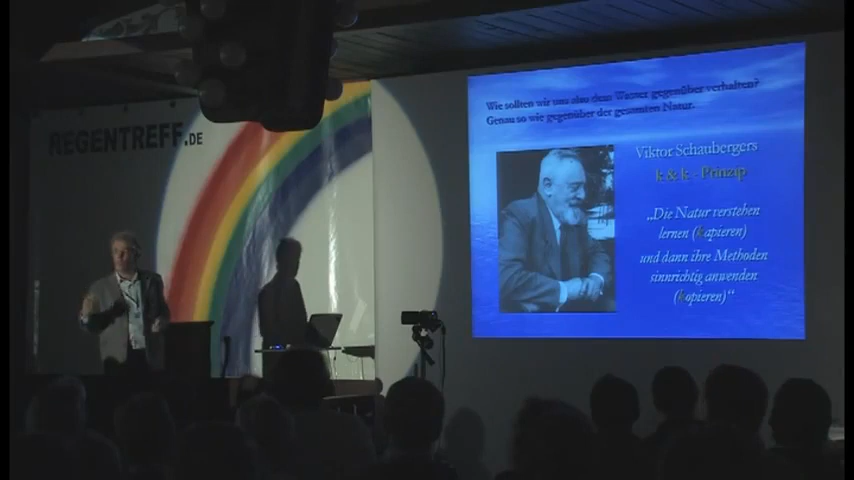 REGENTREFF.DE
Wie sollten wir uns also dem Wasser gegenüber verhalten?
Genau so wie gegenüber der gesamten Natur.
Viktor Schaubergers
k & k - Prinzip
„Die Natur verstehen
lernen (kapieren)
und dann ihre Methoden
sinnrichtig anwenden
(kopieren)“